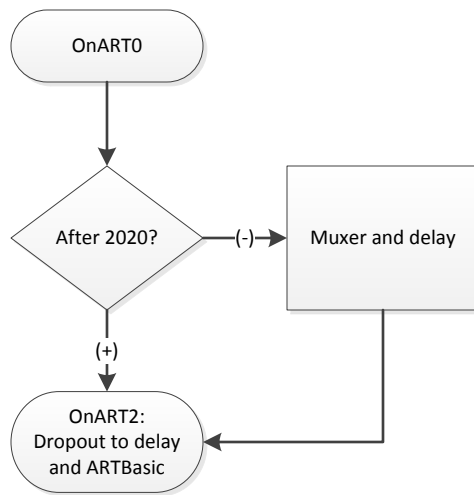 OnART0
After 2020?
(-)
Muxer and delay
(+)
OnART2:
Dropout to delay
and ARTBasic